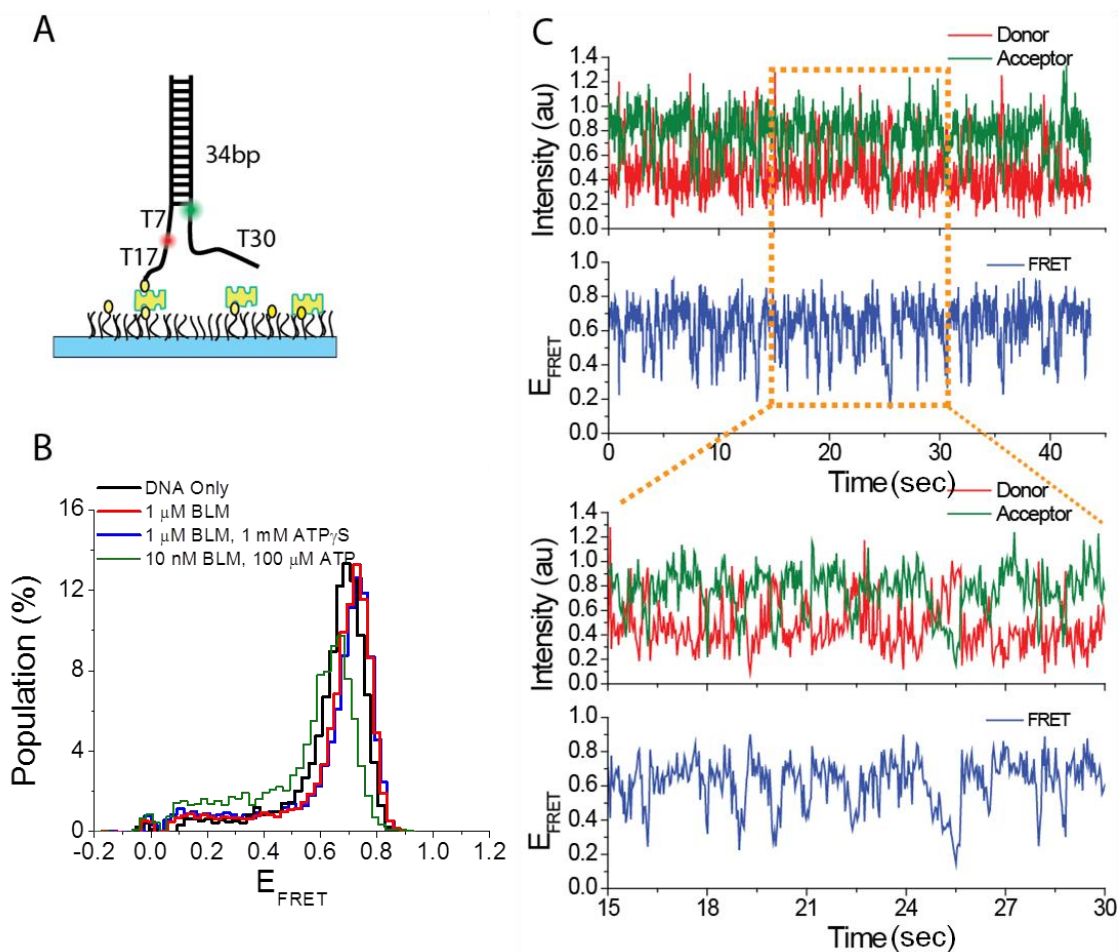 A
34bp
T7
T17
T30
B
DNA Only
1 μM BLM
1 μM BLM, 1 mM ATPγS
10 nM BLM, 100 μM ATP
Population (%)
16
12
8
4
0
-0.2 0.0 0.2 0.4 0.6 0.8 1.0 1.2
E_FRET
C
Donor
Acceptor
Intensity (au)
1.4
1.2
1.0
0.8
0.6
0.4
0.2
0.0
FRET
E_FRET
1.0
0.8
0.6
0.4
0.2
0.0
0 10 20 30 40
Time (sec)
Donor
Acceptor
Intensity (au)
1.4
1.2
1.0
0.8
0.6
0.4
0.2
0.0
FRET
E_FRET
1.0
0.8
0.6
0.4
0.2
0.0
15 18 21 24 27 30
Time (sec)